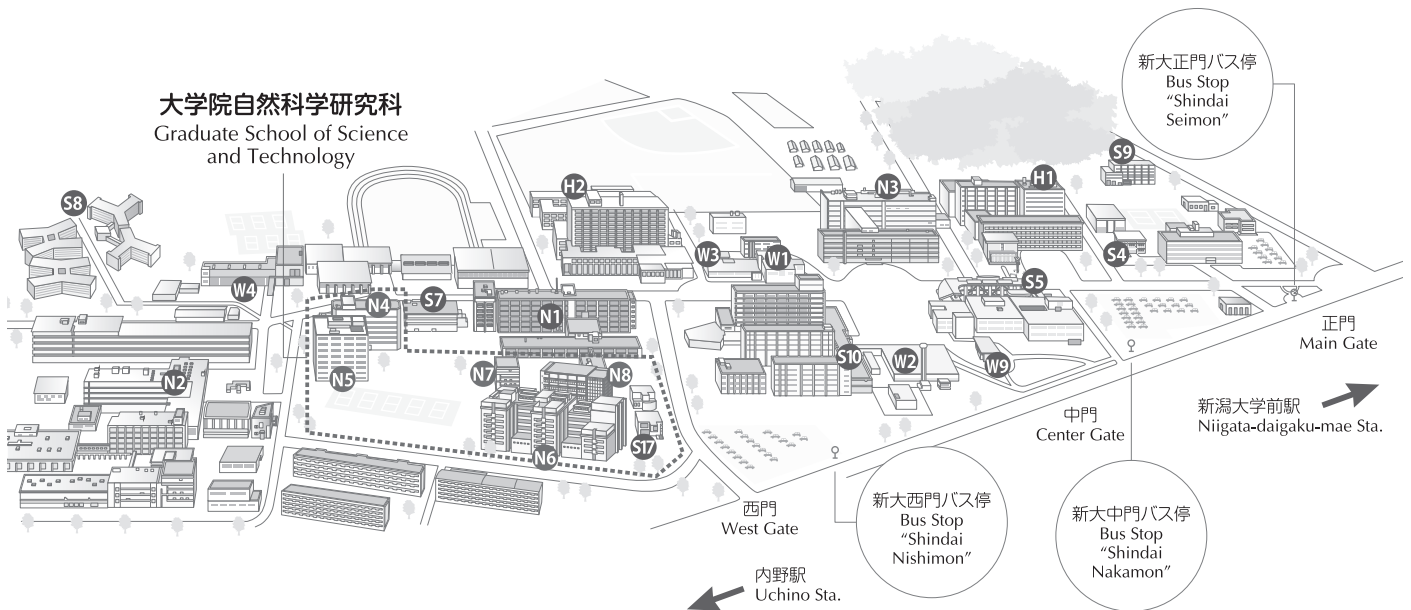 新大正門バス停
Bus Stop
“Shindai
Seimon”
大学院自然科学研究科
Graduate School of Science
and Technology
S9
H1
N3
H2
S8
S4
W3
W1
W4
S5
N4
S7
N1
正門
Main Gate
S10
W2
W9
N5
N2
N7
N8
新潟大学前駅
Niigata-daigaku-mae Sta.
中門
Center Gate
S17
N6
西門
West Gate
新大西門バス停
Bus Stop
“Shindai
Nishimon”
新大中門バス停
Bus Stop
“Shindai
Nakamon”
内野駅
Uchino Sta.